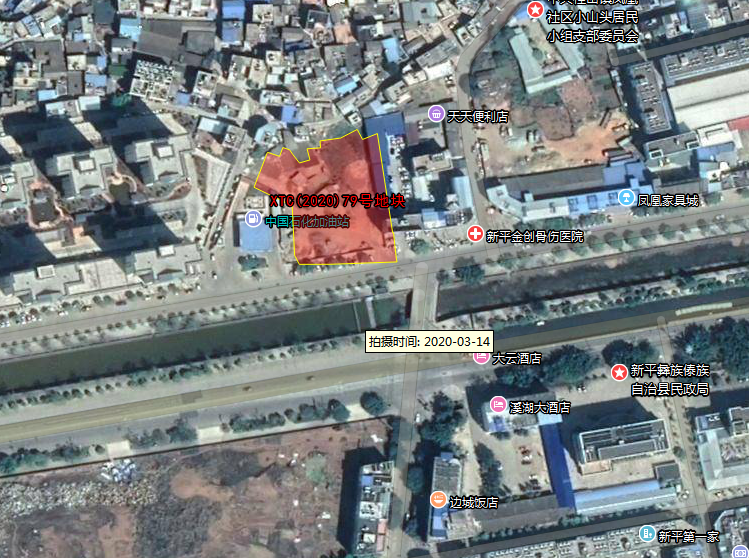 社区小山头居民
小组支部委员会
天天便利店
XTG(2020)79号地块
中国石化加油站
凤凰家具城
新平金创骨伤医院
拍摄时间: 2020-03-14
大云酒店
新平彝族傣族
自治县民政局
溪湖大酒店
边城饭店
新平第一家